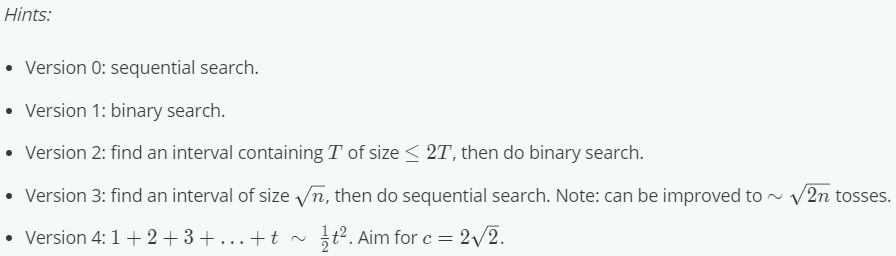 Hints:
• Version 0: sequential search.
• Version 1: binary search.
• Version 2: find an interval containing T of size ≤ 2T, then do binary search.
• Version 3: find an interval of size √n, then do sequential search. Note: can be improved to ∼ √2n tosses.
• Version 4: 1 + 2 + 3 + … + t ∼ ½t². Aim for c = 2√2.